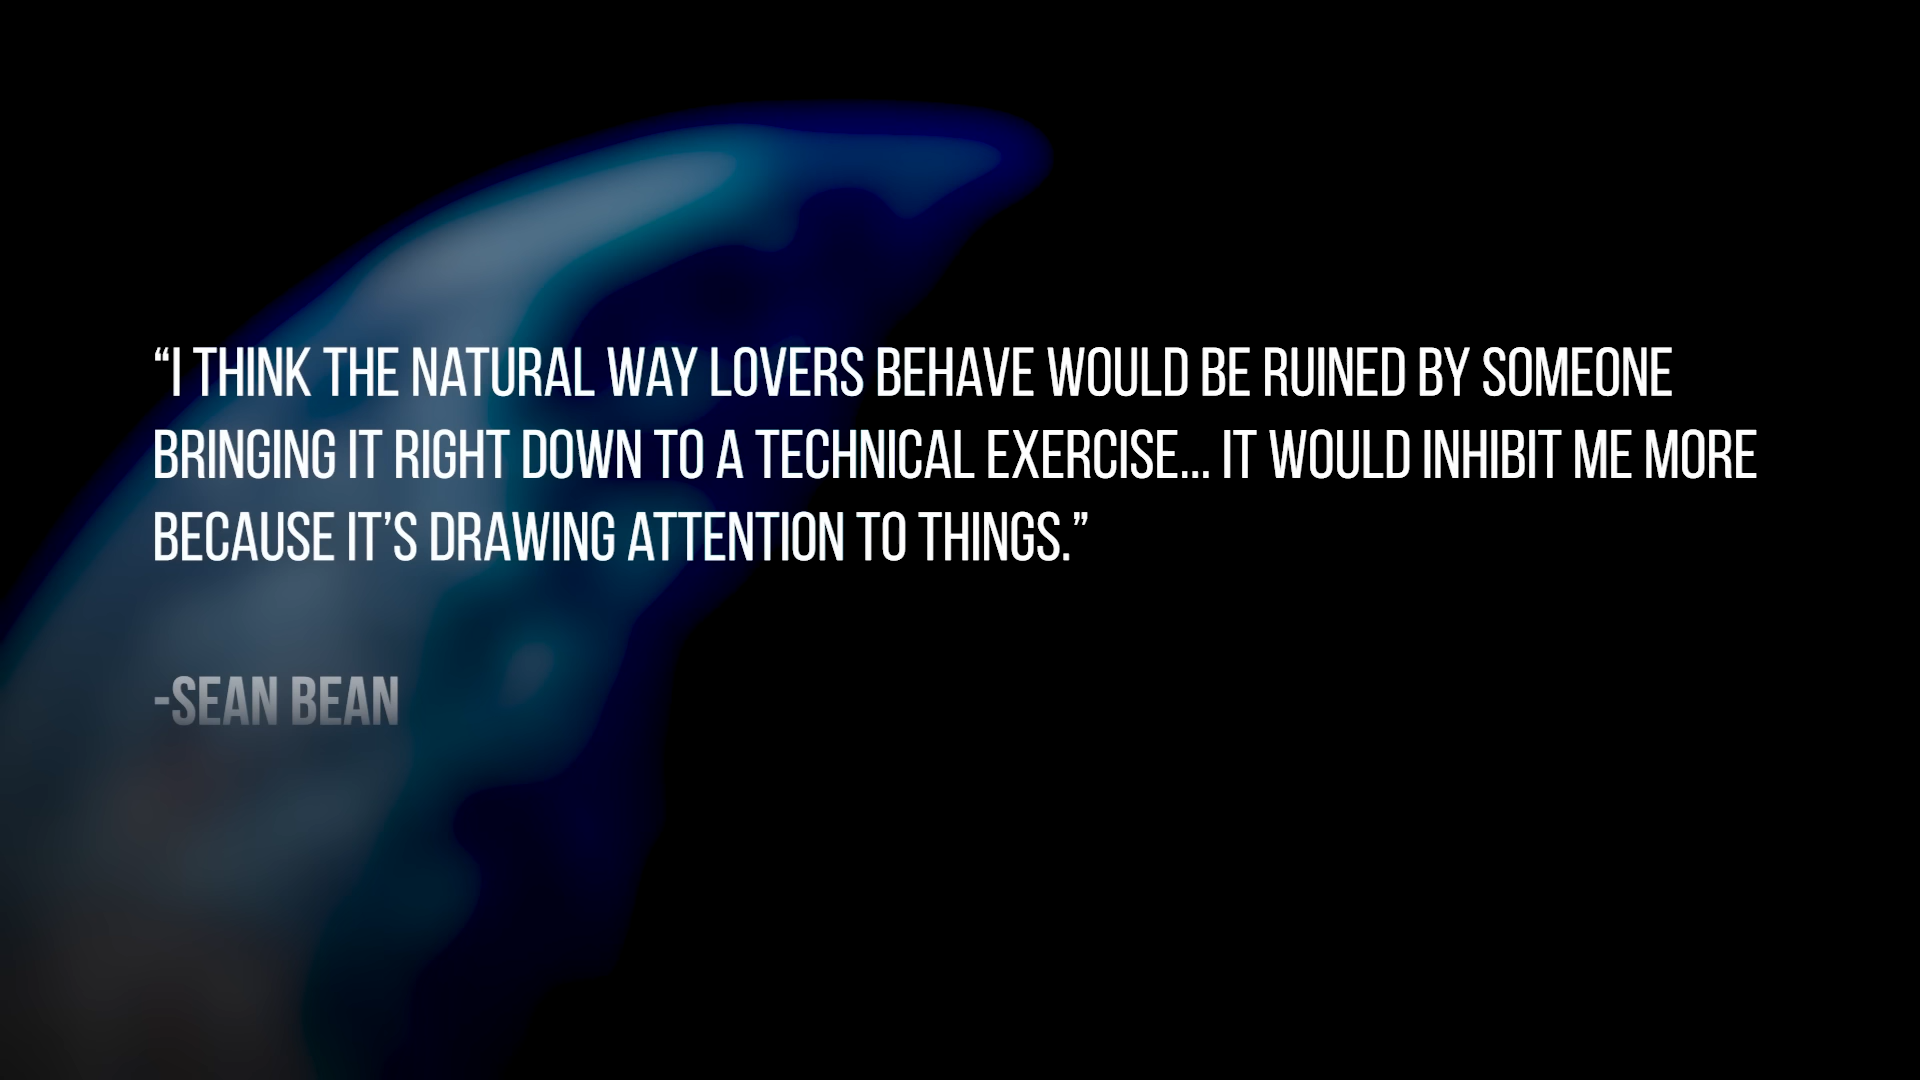 “I THINK THE NATURAL WAY LOVERS BEHAVE WOULD BE RUINED BY SOMEONE
BRINGING IT RIGHT DOWN TO A TECHNICAL EXERCISE... IT WOULD INHIBIT ME MORE
BECAUSE IT’S DRAWING ATTENTION TO THINGS.”
-SEAN BEAN